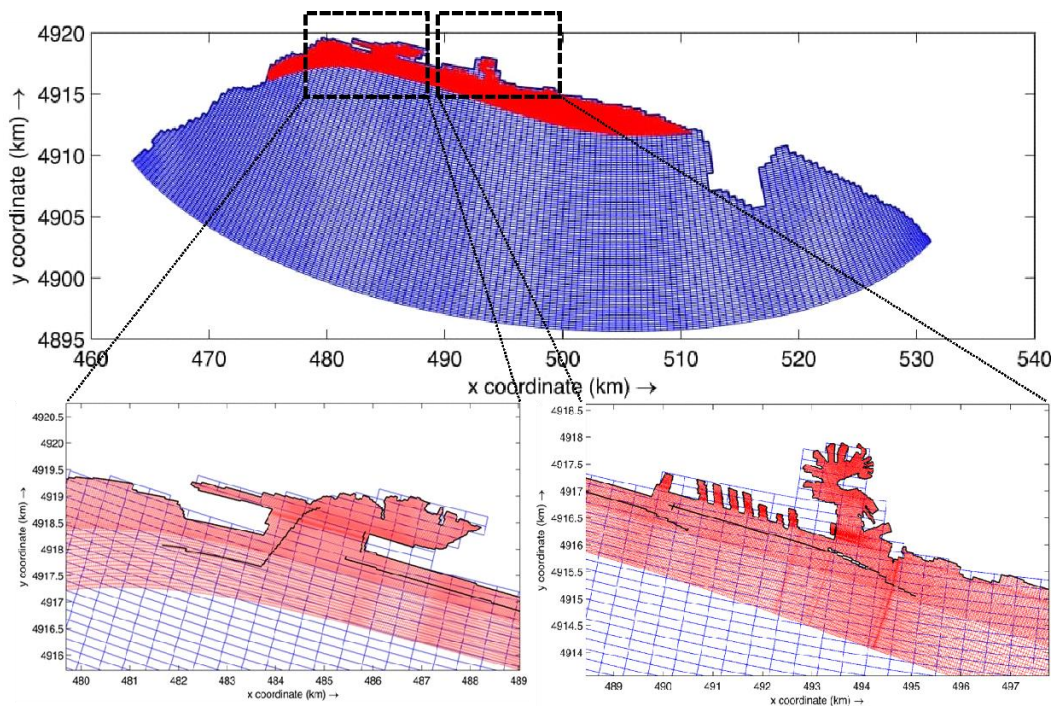 4920
4915
4910
4905
4900
4895
y coordinate (km) →
460 470 480 490 500 510 520 530 540
x coordinate (km) →
4920.5
4920
4919.5
4919
4918.5
4918
4917.5
4917
4916.5
4916
y coordinate (km) →
480 481 482 483 484 485 486 487 488 489
x coordinate (km) →
4918.5
4918
4917.5
4917
4916.5
4916
4915.5
4915
4914.5
4914
y coordinate (km) →
489 490 491 492 493 494 495 496 497
x coordinate (km) →